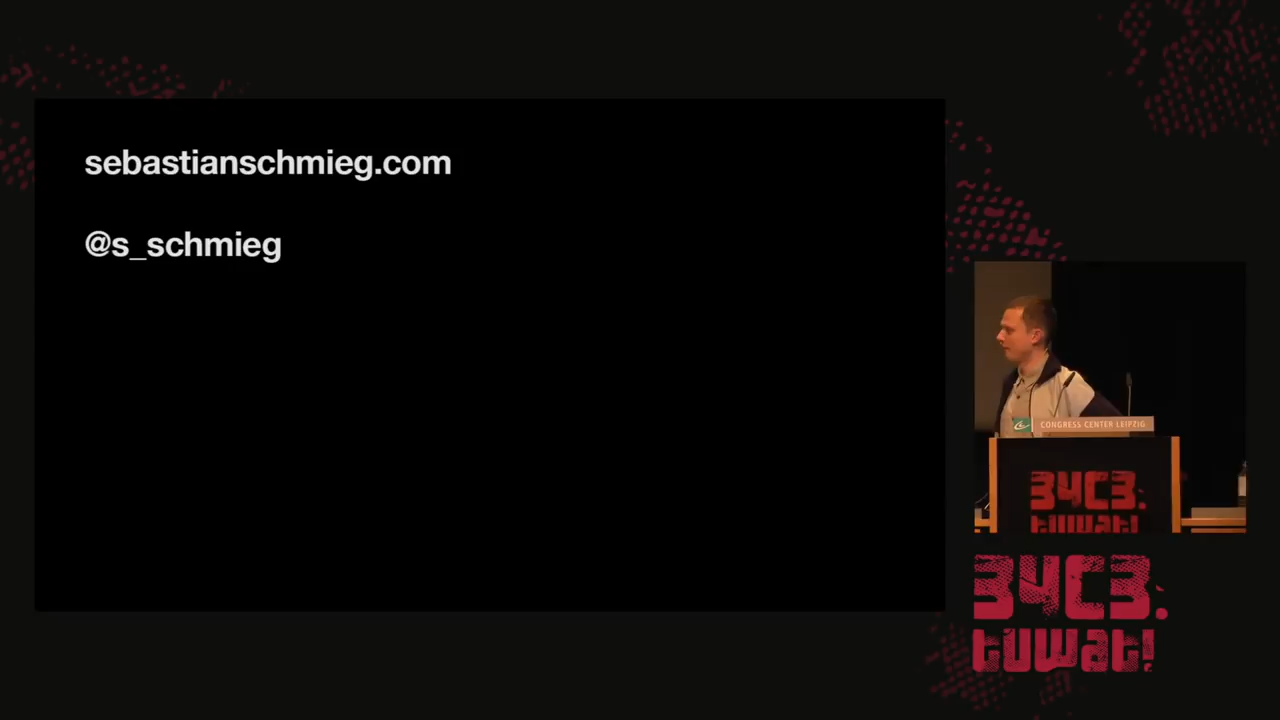 sebastianschmieg.com
@s_schmieg
CONGRESS CENTER LEIPZIG
34C3.
tuwat!
34C3.
tuwat!